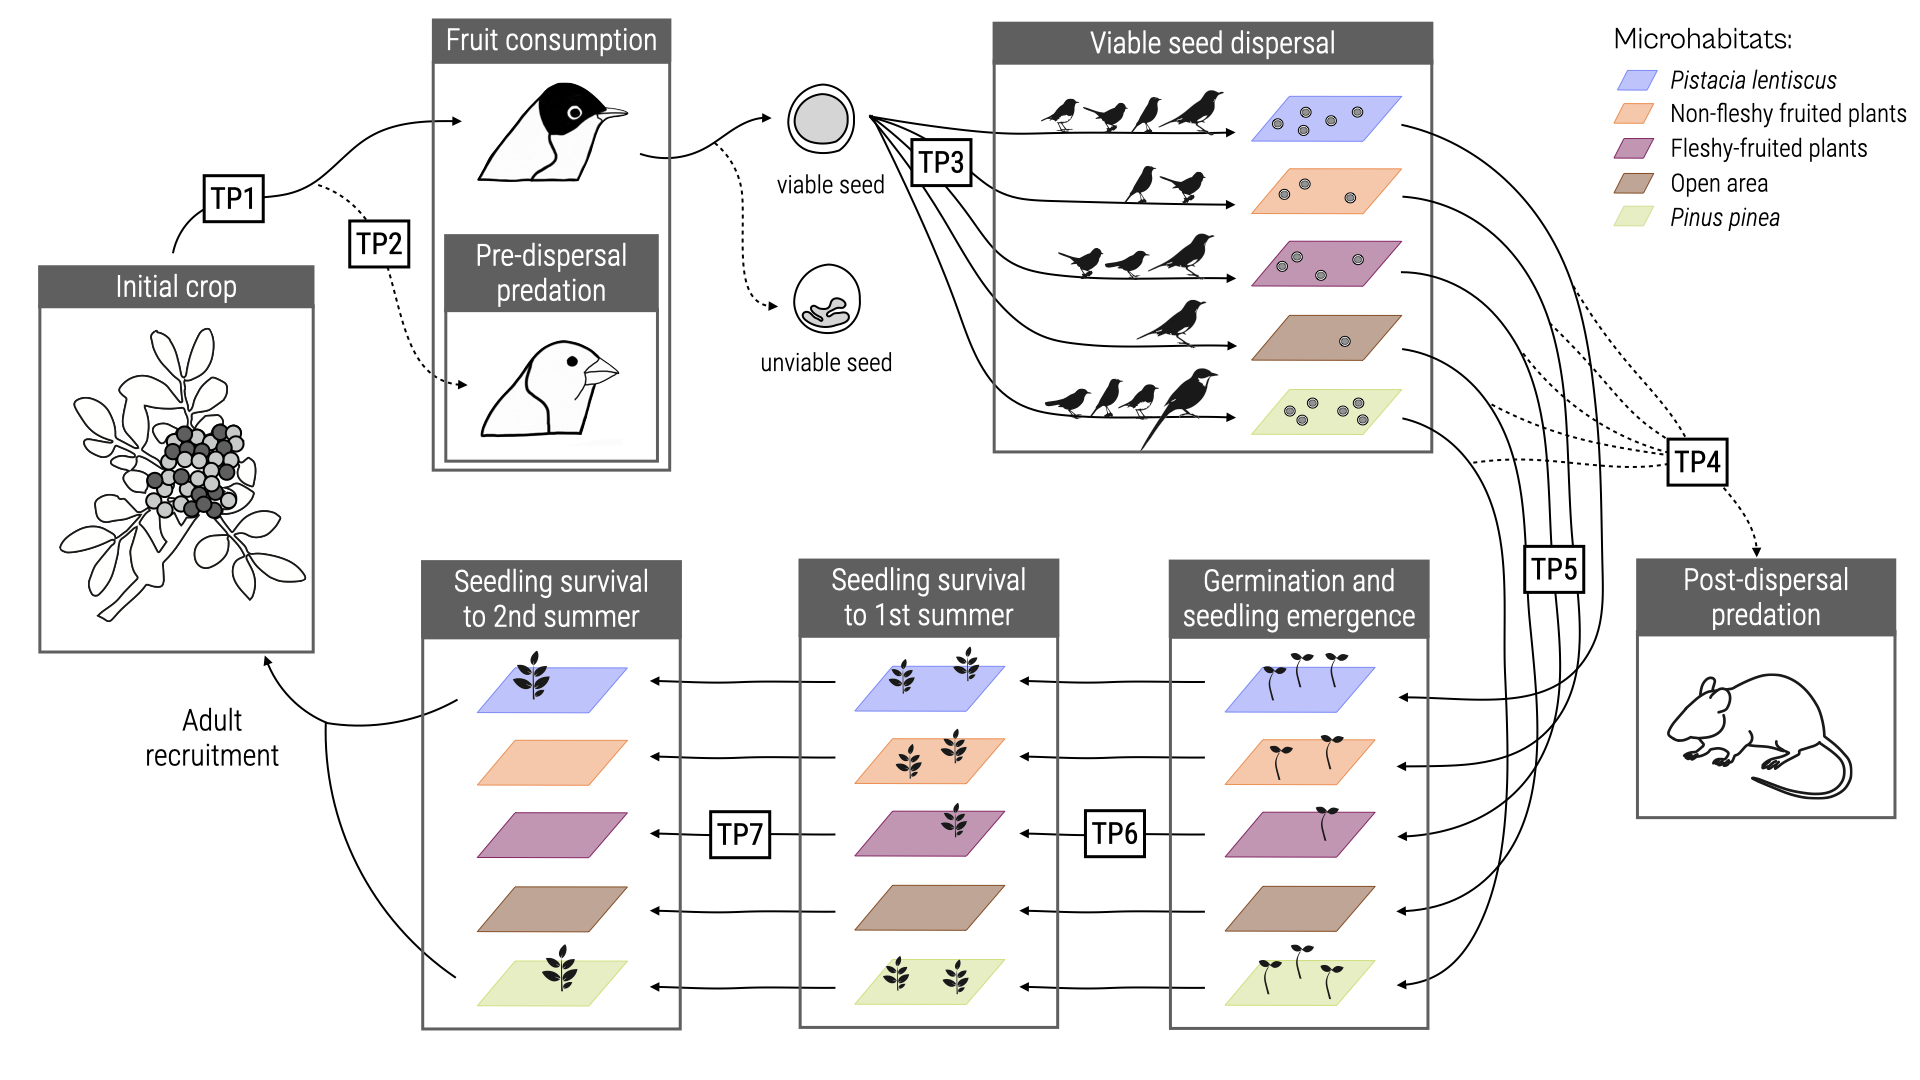 Fruit consumption
Viable seed dispersal
Microhabitats:
Pistacia lentiscus
Non-fleshy fruited plants
Fleshy-fruited plants
Open area
Pinus pinea
TP1
TP2
TP3
viable seed
Pre-dispersal
predation
Initial crop
unviable seed
TP4
TP5
Seedling survival
to 2nd summer
Seedling survival
to 1st summer
Germination and
seedling emergence
Post-dispersal
predation
Adult
recruitment
TP7
TP6